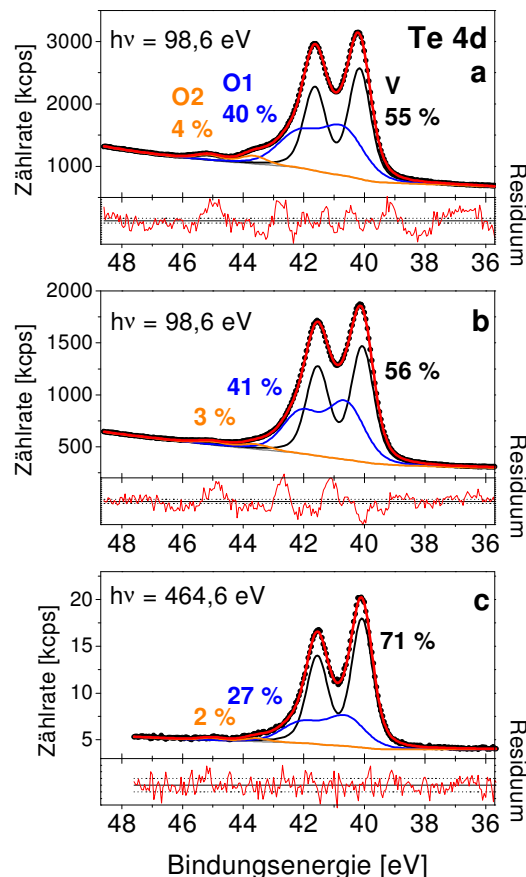 Te 4d
a
hν = 98,6 eV
O2
4 %
O1
40 %
V
55 %
Zählrate [kcps]
3000
2000
1000
Residuum
48 46 44 42 40 38 36
b
hν = 98,6 eV
3 %
41 %
56 %
Zählrate [kcps]
2000
1500
1000
500
Residuum
48 46 44 42 40 38 36
c
hν = 464,6 eV
2 %
27 %
71 %
Zählrate [kcps]
20
15
10
5
Residuum
48 46 44 42 40 38 36
Bindungsenergie [eV]